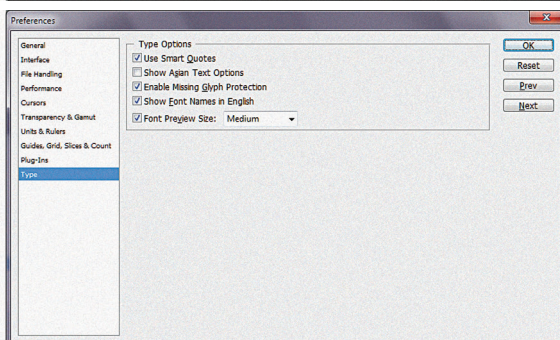 Preferences
General
Interface
File Handling
Performance
Cursors
Transparency & Gamut
Units & Rulers
Guides, Grid, Slices & Count
Plug-Ins
Type
Type Options
Use Smart Quotes
Show Asian Text Options
Enable Missing Glyph Protection
Show Font Names in English
Font Preview Size: Medium
OK
Reset
Prev
Next